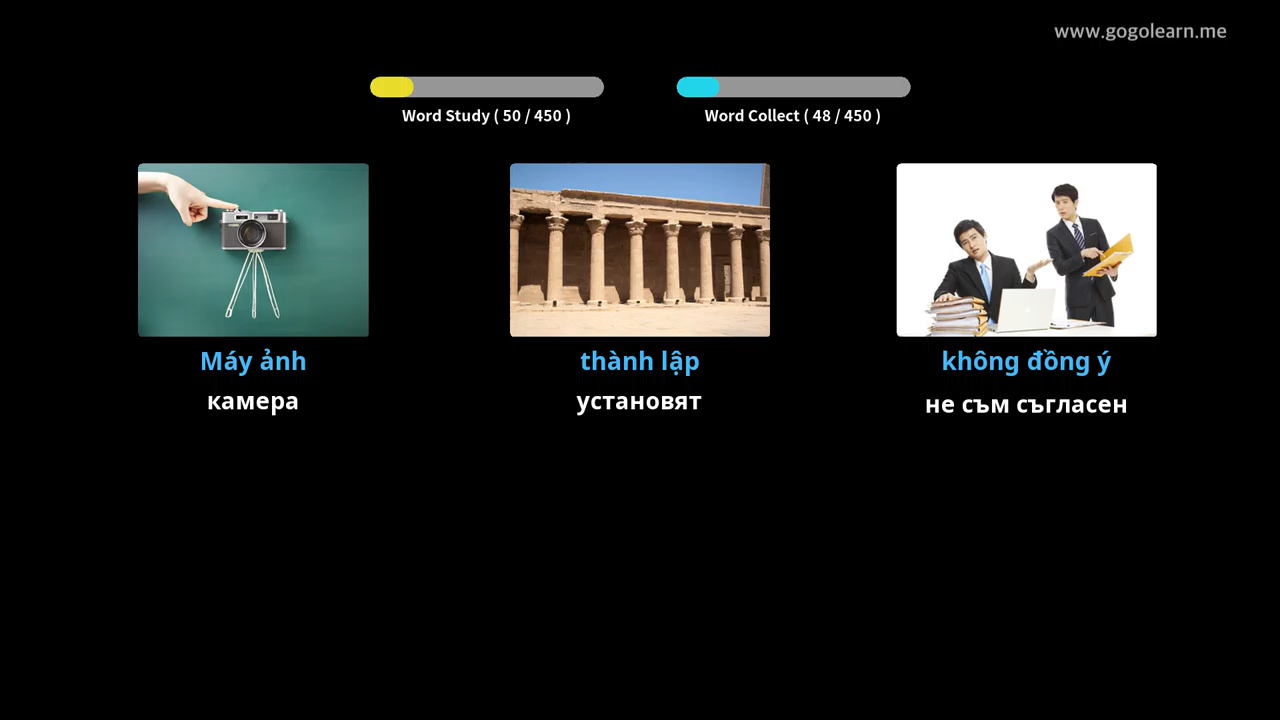 www.gogolearn.me
Word Study ( 50 / 450 )
Word Collect ( 48 / 450 )
Máy ảnh
камера
thành lập
установят
không đồng ý
не съм съгласен